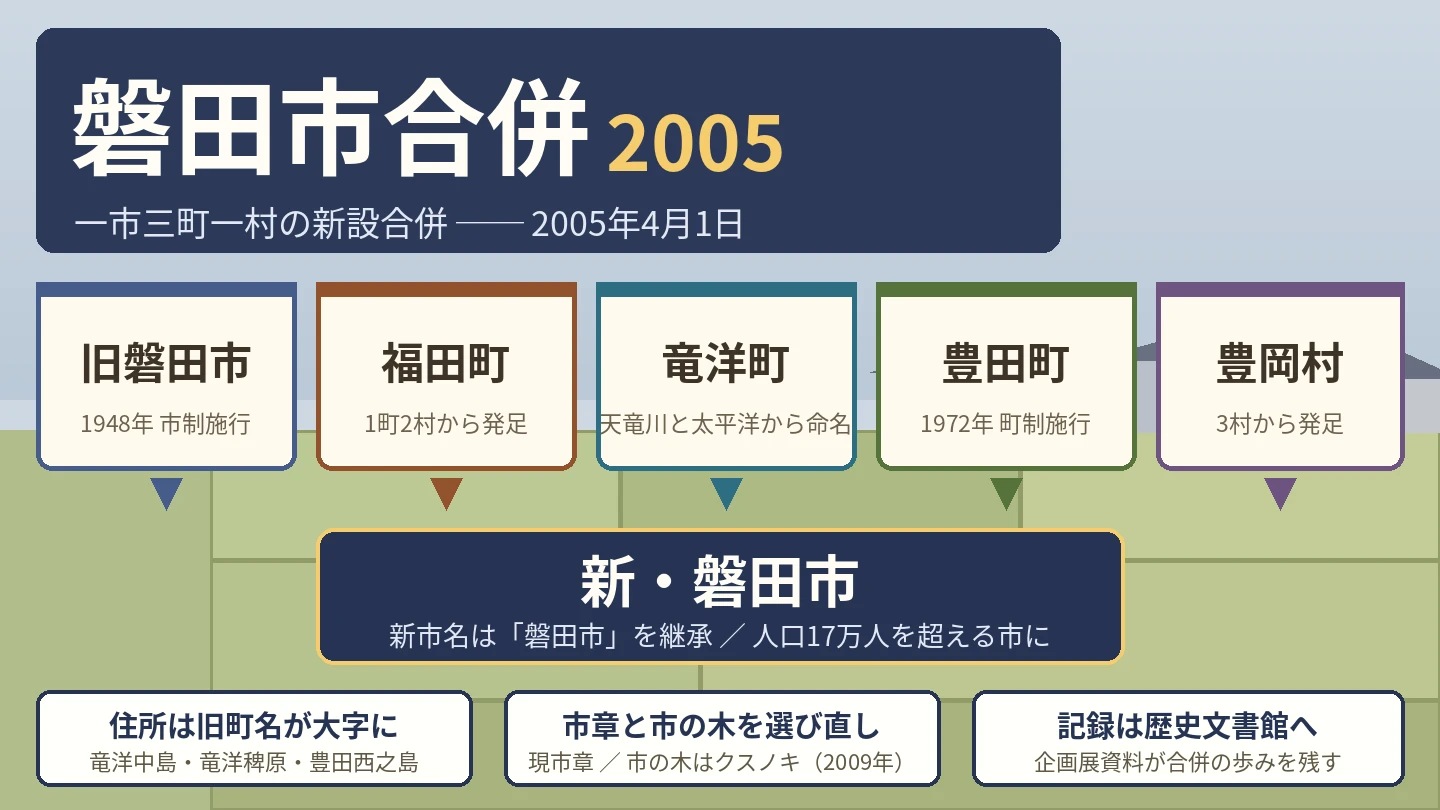 磐田市合併 2005
一市三町一村の新設合併 ―― 2005年4月1日
旧磐田市
1948年 市制施行
福田町
1町2村から発足
竜洋町
天竜川と太平洋から命名
豊田町
1972年 町制施行
豊岡村
3村から発足
新・磐田市
新市名は「磐田市」を継承 ／ 人口17万人を超える市に
住所は旧町名が大字に
竜洋中島・竜洋稗原・豊田西之島
市章と市の木を選び直し
現市章 ／ 市の木はクスノキ（2009年）
記録は歴史文書館へ
企画展資料が合併の歩みを残す